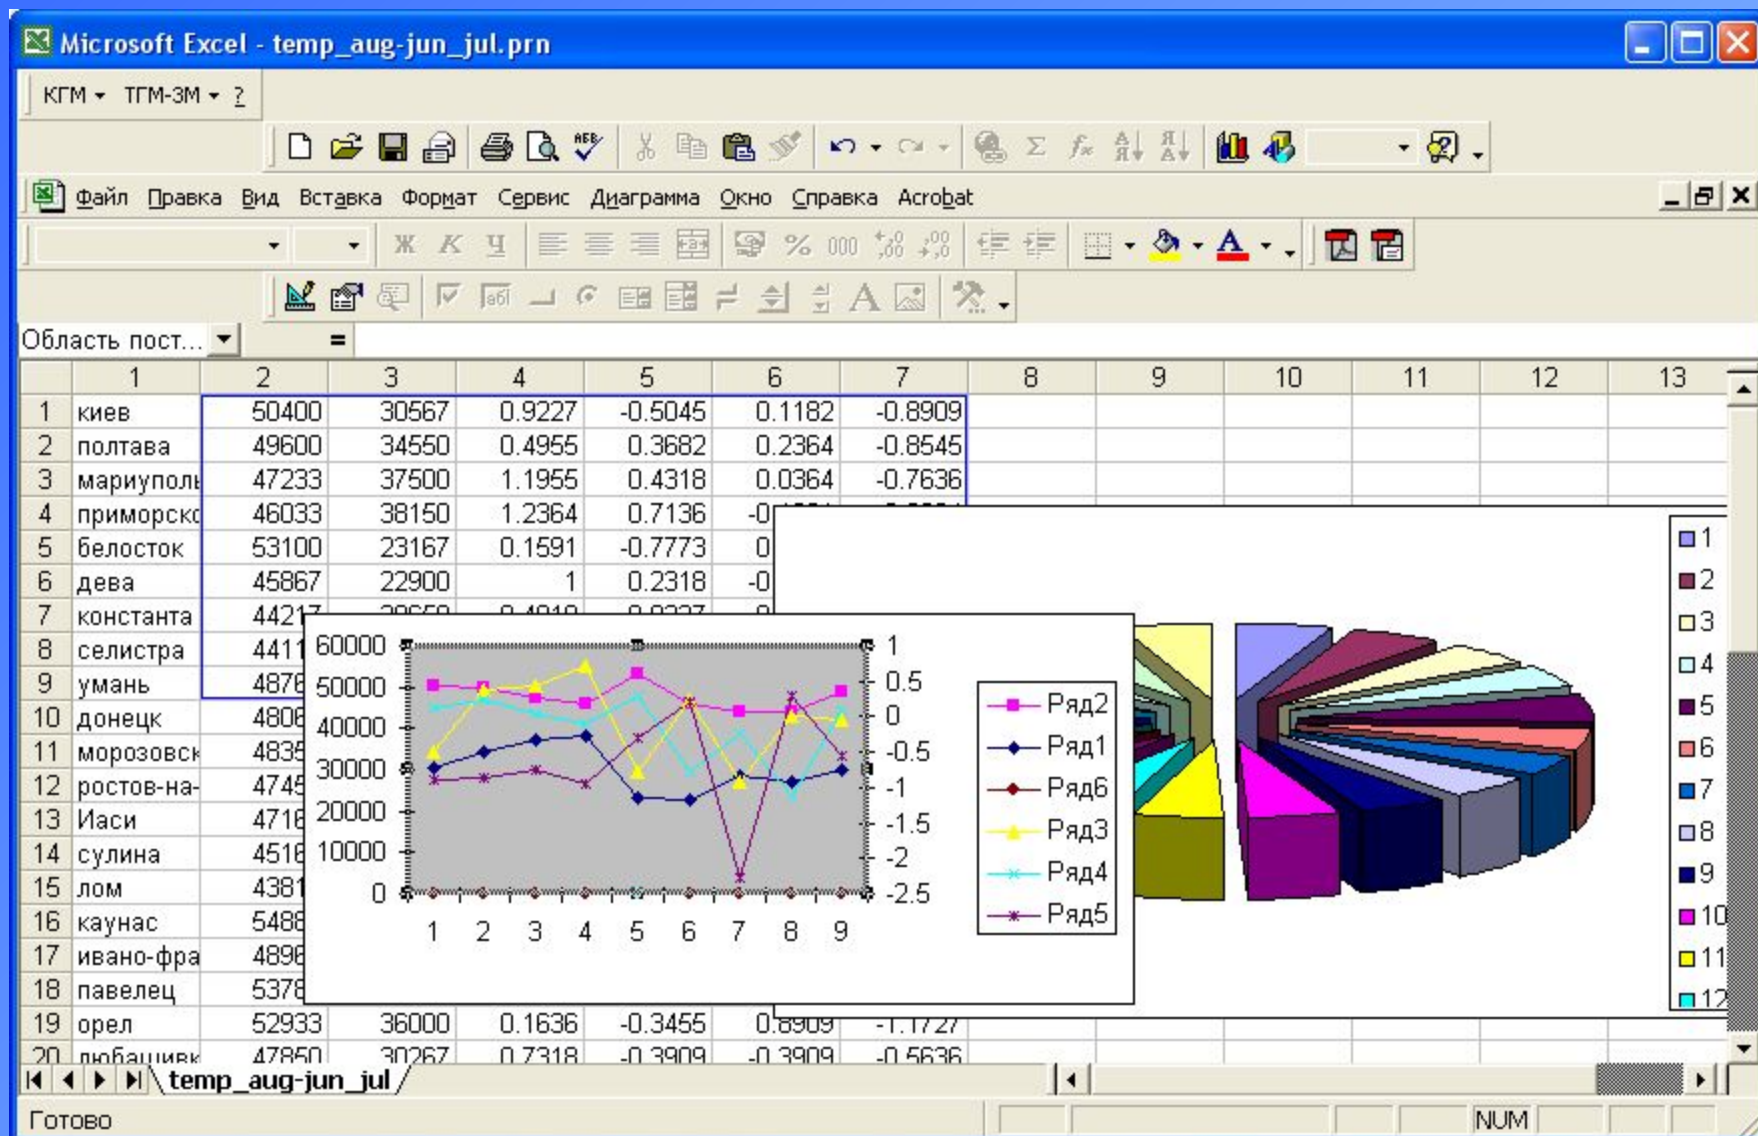 Microsoft Excel - temp_aug-jun_jul.prn
КГМ ТГМ-3М ?
Файл Правка Вид Вставка Формат Сервис Диаграмма Окно Справка Acrobat
Ж К Ч % 000
Область пост... =
1 2 3 4 5 6 7 8 9 10 11 12 13
1 киев 50400 30567 0.9227 -0.5045 0.1182 -0.8909
2 полтава 49600 34550 0.4955 0.3682 0.2364 -0.8545
3 мариуполь 47233 37500 1.1955 0.4318 0.0364 -0.7636
4 приморско 46033 38150 1.2364 0.7136
5 белосток 53100 23167 0.1591 -0.7773
6 дева 45867 22900 1 0.2318
7 константа
8 селистра
9 умань
10 донецк
11 морозовск
12 ростов-на-
13 Иаси
14 сулина
15 лом
16 каунас
17 ивано-фра
18 павелец
19 орел 52933 36000 0.1636 -0.3455 0.8909 -1.1727
20 любашивк 47850 30267 0.7318 -0.3909 -0.3909 -0.5636
60000
50000
40000
30000
20000
10000
0
1 2 3 4 5 6 7 8 9
1
0.5
0
-0.5
-1
-1.5
-2
-2.5
Ряд2
Ряд1
Ряд6
Ряд3
Ряд4
Ряд5
1
2
3
4
5
6
7
8
9
10
11
12
temp_aug-jun_jul
Готово NUM